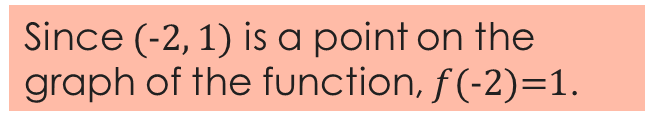 Since (-2, 1) is a point on the
graph of the function, f(-2)=1.